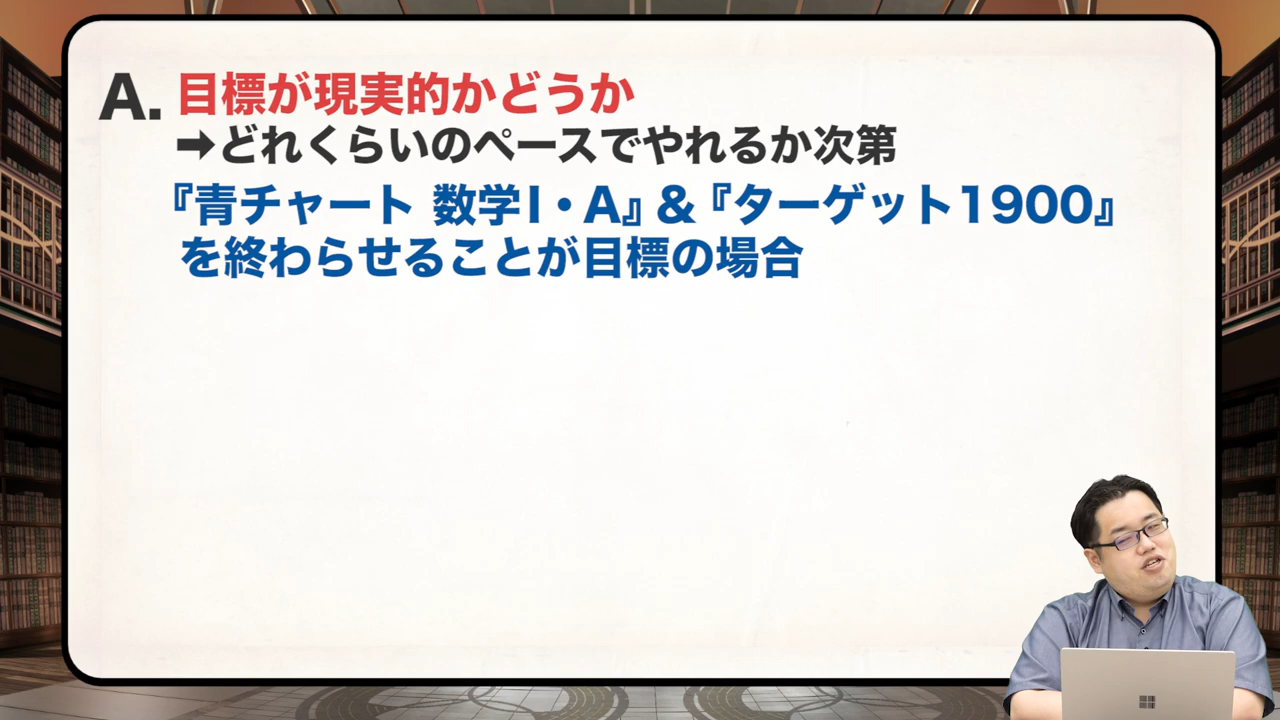 A. 目標が現実的かどうか
➡どれくらいのペースでやれるか次第
『青チャート 数学I・A』&『ターゲット1900』
を終わらせることが目標の場合